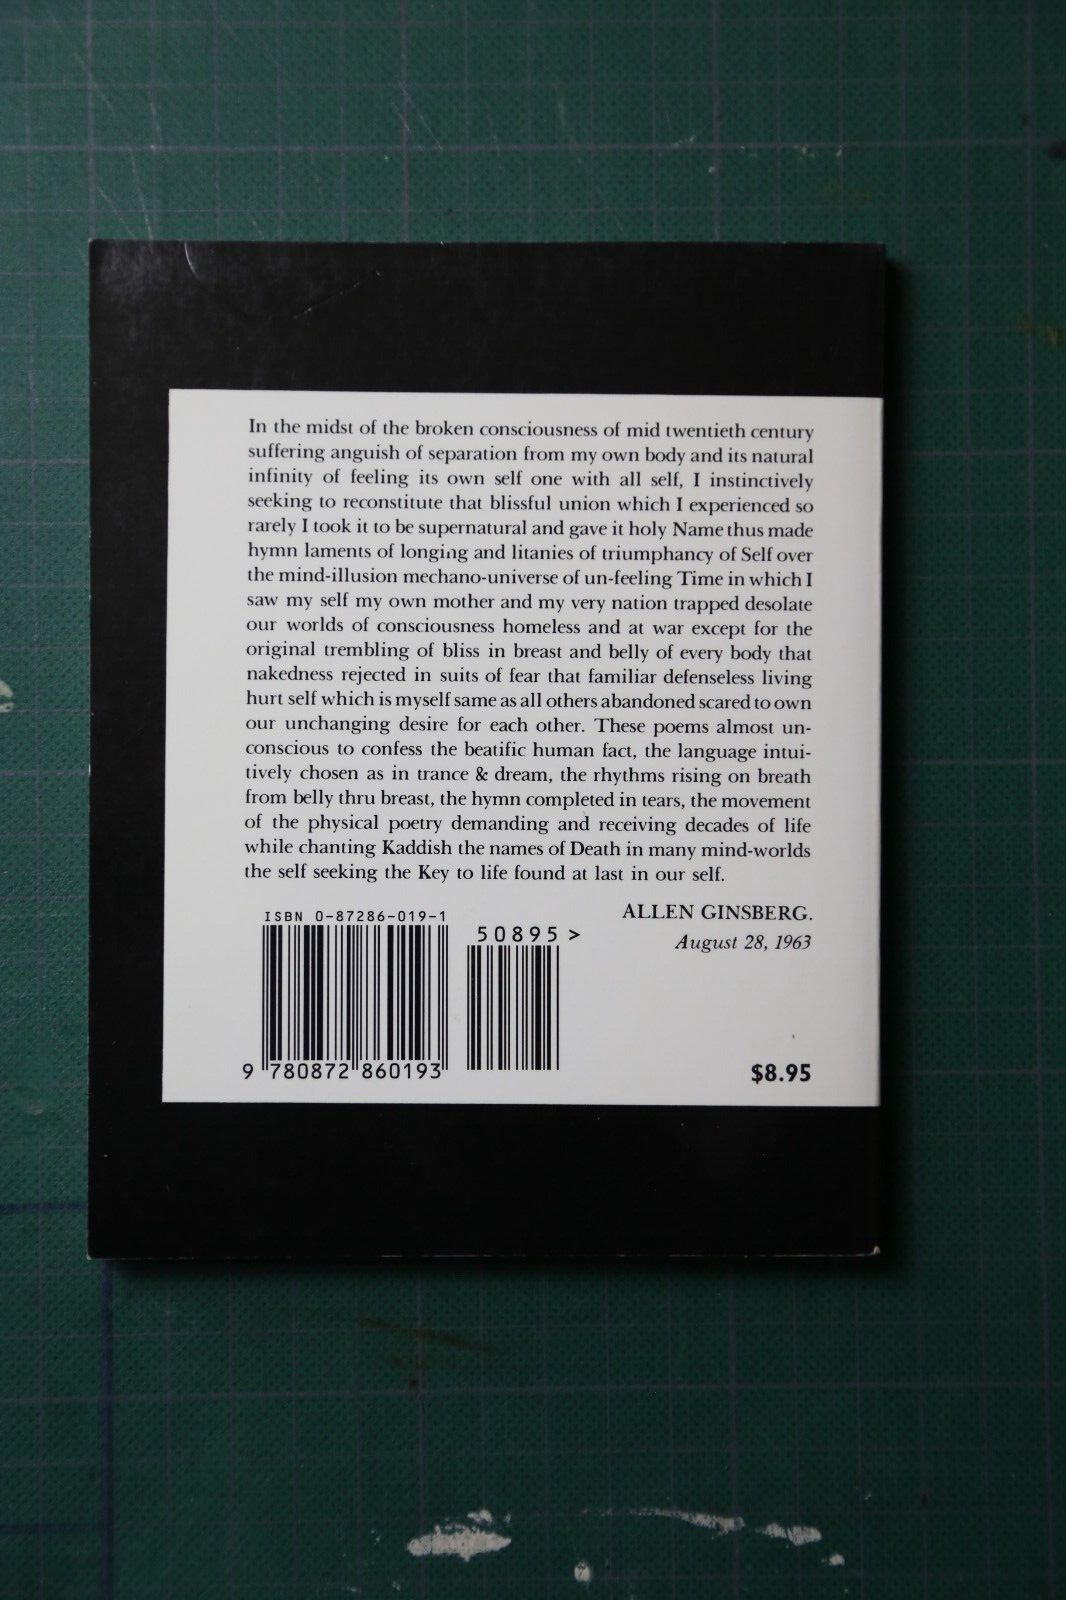 In the midst of the broken consciousness of mid twentieth century
suffering anguish of separation from my own body and its natural
infinity of feeling its own self one with all self, I instinctively
seeking to reconstitute that blissful union which I experienced so
rarely I took it to be supernatural and gave it holy Name thus made
hymn laments of longing and litanies of triumphancy of Self over
the mind-illusion mechano-universe of un-feeling Time in which I
saw my self my own mother and my very nation trapped desolate
our worlds of consciousness homeless and at war except for the
original trembling of bliss in breast and belly of every body that
nakedness rejected in suits of fear that familiar defenseless living
hurt self which is myself same as all others abandoned scared to own
our unchanging desire for each other. These poems almost un-
conscious to confess the beatific human fact, the language intui-
tively chosen as in trance & dream, the rhythms rising on breath
from belly thru breast, the hymn completed in tears, the movement
of the physical poetry demanding and receiving decades of life
while chanting Kaddish the names of Death in many mind-worlds
the self seeking the Key to life found at last in our self.
ALLEN GINSBERG.
August 28, 1963
ISBN 0-87286-019-1
50895 >
9 780872 860193
$8.95